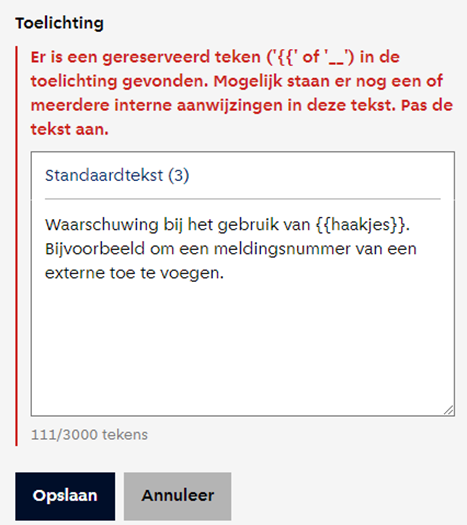 Toelichting
Er is een gereserveerd teken ('{{' of '__') in de
toelichting gevonden. Mogelijk staan er nog een of
meerdere interne aanwijzingen in deze tekst. Pas de
tekst aan.
Standaardtekst (3)
Waarschuwing bij het gebruik van {{haakjes}}.
Bijvoorbeeld om een meldingsnummer van een
externe toe te voegen.
111/3000 tekens
Opslaan
Annuleer